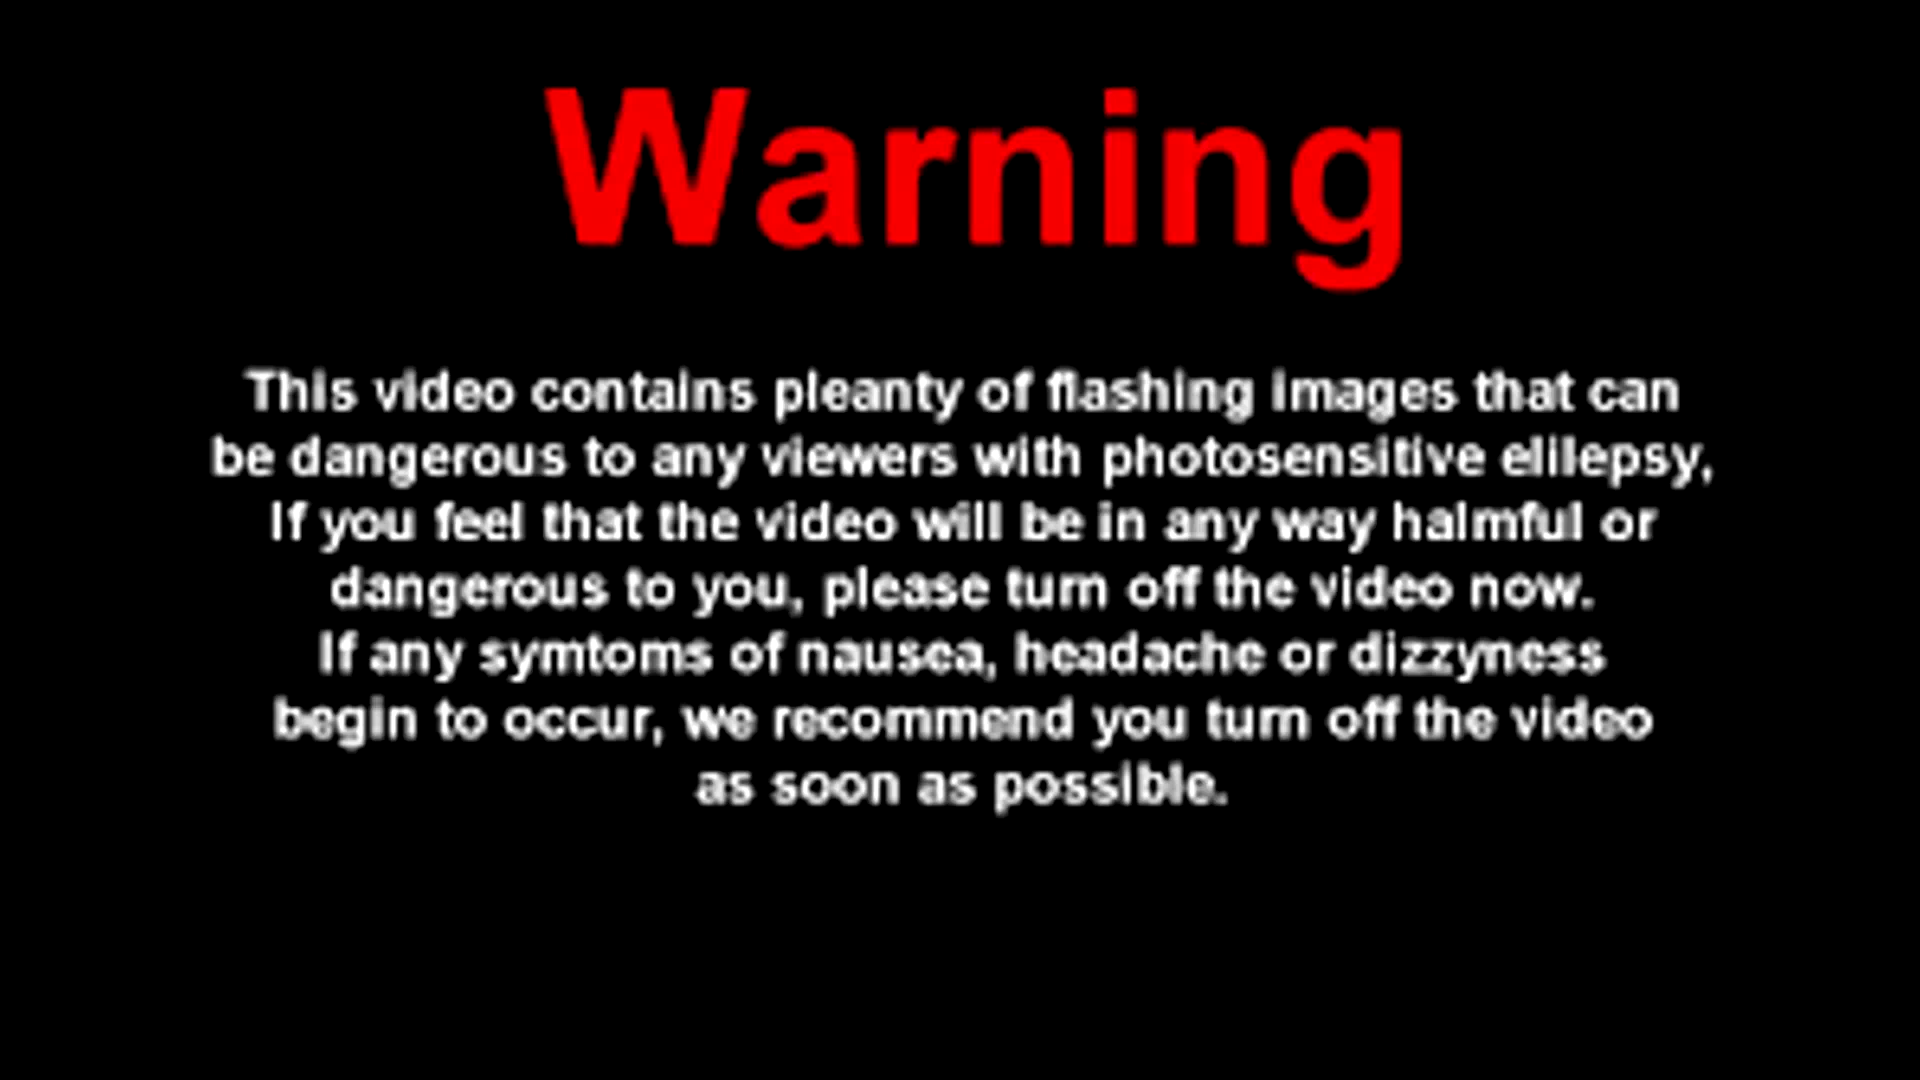 Warning
This video contains pleanty of flashing images that can
be dangerous to any viewers with photosensitive elilepsy,
If you feel that the video will be in any way halmful or
dangerous to you, please turn off the video now.
If any symtoms of nausea, headache or dizzyness
begin to occur, we recommend you turn off the video
as soon as possible.